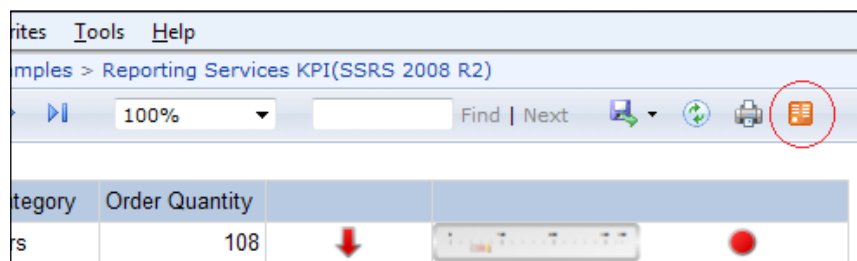 rites Tools Help
mples > Reporting Services KPI(SSRS 2008 R2)
100% Find | Next
tegory Order Quantity
rs 108